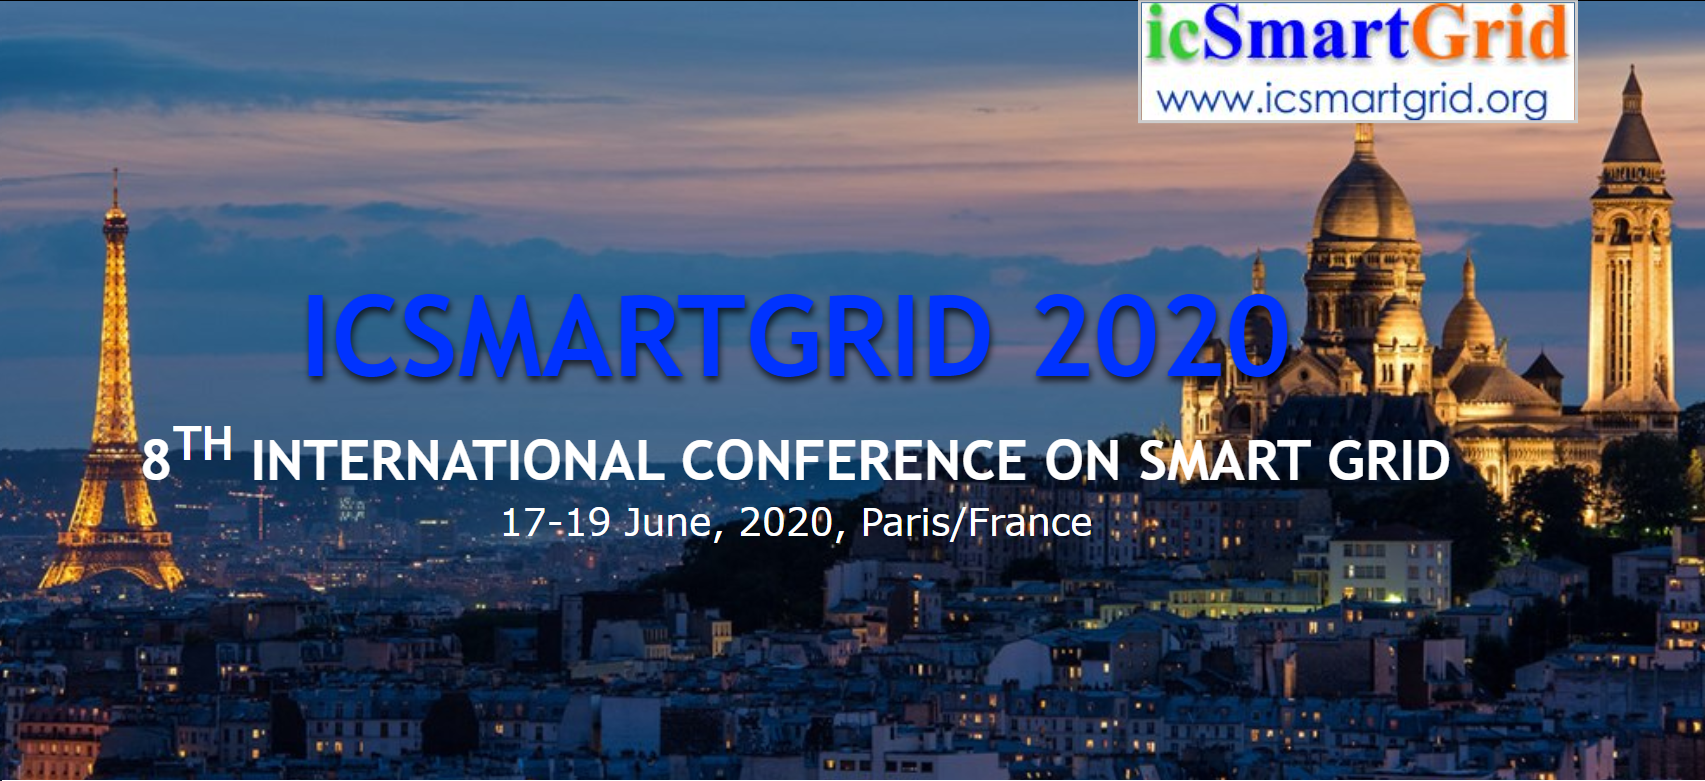 icSmartGrid
www.icsmartgrid.org
ICSMARTGRID 2020
8TH INTERNATIONAL CONFERENCE ON SMART GRID
17-19 June, 2020, Paris/France